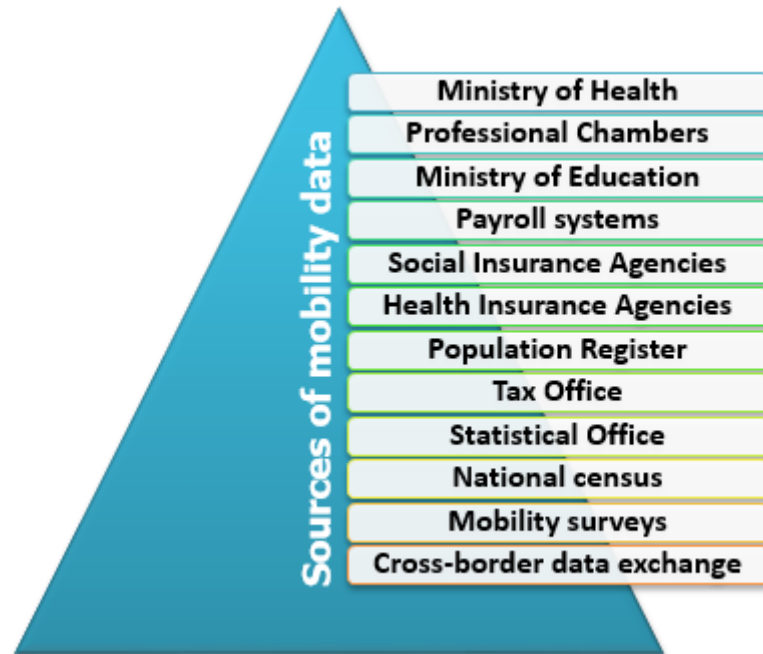 Sources of mobility data
Ministry of Health
Professional Chambers
Ministry of Education
Payroll systems
Social Insurance Agencies
Health Insurance Agencies
Population Register
Tax Office
Statistical Office
National census
Mobility surveys
Cross-border data exchange